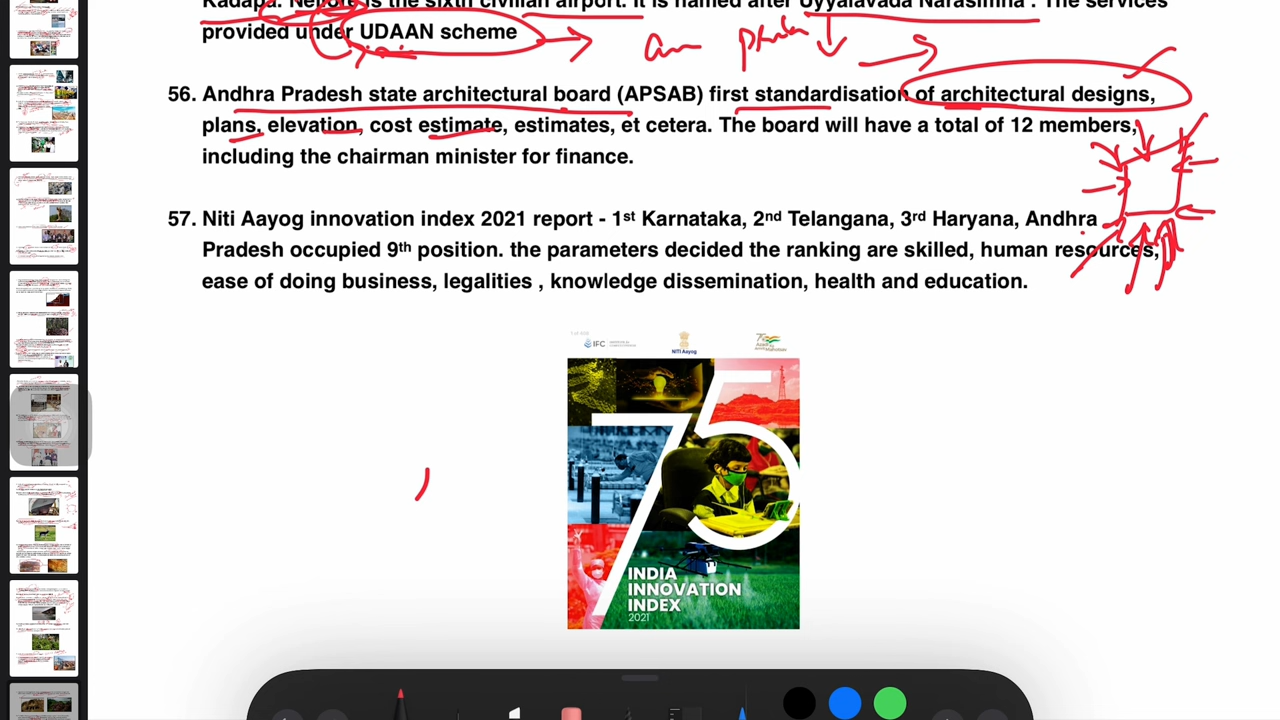 Kadapa. Nellore is the sixth civilian airport. It is named after Uyyalavada Narasimha . The services
provided under UDAAN scheme
56. Andhra Pradesh state architectural board (APSAB) first standardisation of architectural designs,
plans, elevation, cost estimate, estimates, et cetera. The board will have a total of 12 members,
including the chairman minister for finance.
57. Niti Aayog innovation index 2021 report - 1st Karnataka, 2nd Telangana, 3rd Haryana, Andhra
Pradesh occupied 9th position. the parameters decided the ranking are skilled, human resources,
ease of doing business, legalities , knowledge dissemination, health and education.
IFC
NITI Aayog
75
INDIA
INNOVATION
INDEX
2021